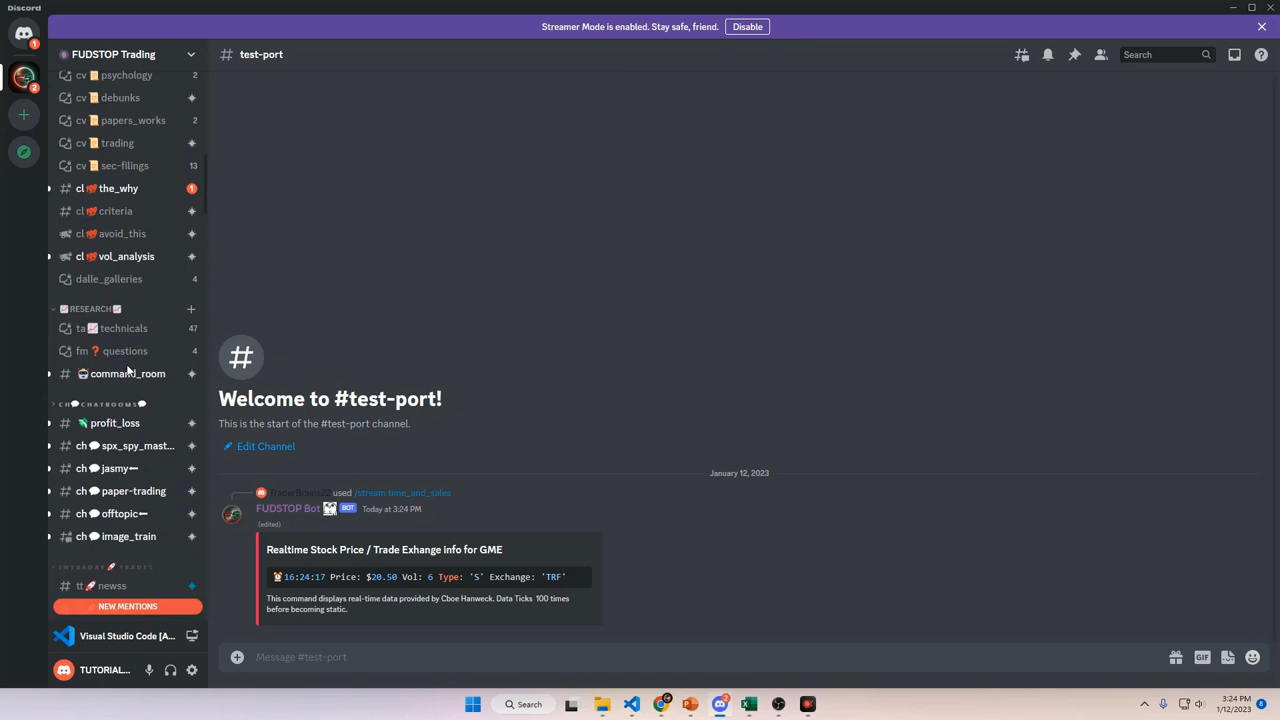 Discord
Streamer Mode is enabled. Stay safe, friend. Disable
FUDSTOP Trading
test-port
Search
1
2
cv psychology 2
cv debunks
cv papers_works 2
cv trading
cv sec-filings 13
cl the_why 1
cl criteria
cl avoid_this
cl vol_analysis
dalle_galleries 4
RESEARCH
ta technicals 47
fm questions 4
command_room
CHCHATROOMS
profit_loss
ch spx_spy_mast...
ch jasmy
ch paper-trading
ch offtopic
ch image_train
INTRADAY TRADES
tt newss
NEW MENTIONS
Visual Studio Code [A...
TUTORIAL...
Welcome to #test-port!
This is the start of the #test-port channel.
Edit Channel
January 12, 2023
used /stream time_and_sales
FUDSTOP Bot BOT Today at 3:24 PM
(edited)
Realtime Stock Price / Trade Exhange info for GME
16:24:17 Price: $20.50 Vol: 6 Type: 'S' Exchange: 'TRF'
This command displays real-time data provided by Cboe Hanweck. Data Ticks 100 times
before becoming static.
Message #test-port
GIF
Search
3:24 PM
1/12/2023